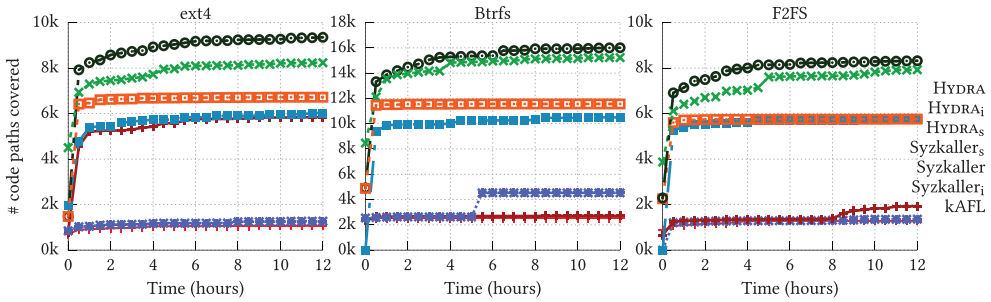 ext4
Btrfs
F2FS
# code paths covered
10k
8k
6k
4k
2k
0k
0 2 4 6 8 10 12
Time (hours)
18k
16k
14k
12k
10k
8k
6k
4k
2k
0k
0 2 4 6 8 10 12
Time (hours)
10k
8k
6k
4k
2k
0k
0 2 4 6 8 10 12
Time (hours)
HYDRA
HYDRAi
HYDRAs
Syzkallers
Syzkaller
Syzkalleri
kAFL